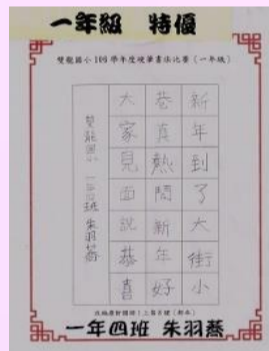 一年級 特優
雙龍國小109學年度硬筆書法比賽(一年級)
新年到了大街小
巷真熱鬧新年好
大家見面說恭喜
雙龍國小 一年四班 朱羽燕
一年四班 朱羽燕